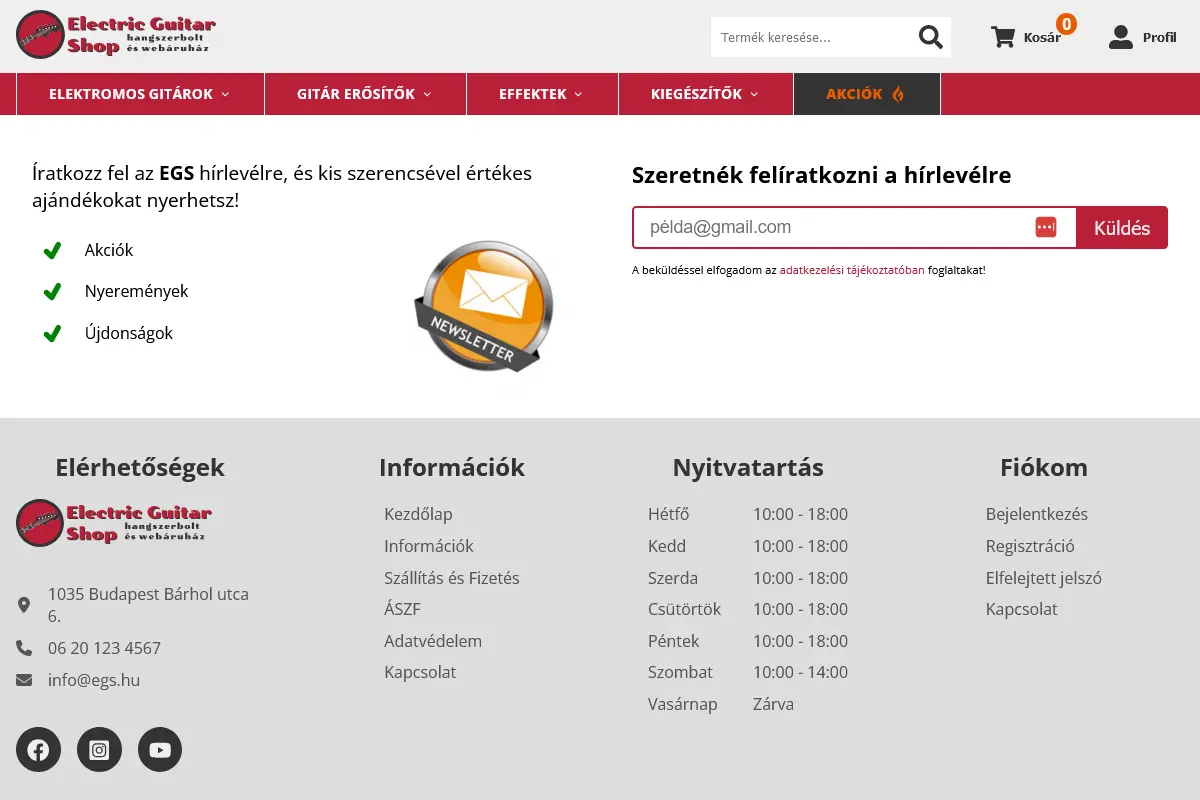 Electric Guitar
Shop hangszerbolt
és webáruház
Termék keresése...
0
Kosár
Profil
ELEKTROMOS GITÁROK
GITÁR ERŐSÍTŐK
EFFEKTEK
KIEGÉSZÍTŐK
AKCIÓK
Íratkozz fel az EGS hírlevélre, és kis szerencsével értékes
ajándékokat nyerhetsz!
Akciók
Nyeremények
Újdonságok
NEWSLETTER
Szeretnék felíratkozni a hírlevélre
példa@gmail.com
Küldés
A beküldéssel elfogadom az adatkezelési tájékoztatóban foglaltakat!
Elérhetőségek
Electric Guitar
Shop hangszerbolt
és webáruház
1035 Budapest Bárhol utca
6.
06 20 123 4567
info@egs.hu
Információk
Kezdőlap
Információk
Szállítás és Fizetés
ÁSZF
Adatvédelem
Kapcsolat
Nyitvatartás
Hétfő 10:00 - 18:00
Kedd 10:00 - 18:00
Szerda 10:00 - 18:00
Csütörtök 10:00 - 18:00
Péntek 10:00 - 18:00
Szombat 10:00 - 14:00
Vasárnap Zárva
Fiókom
Bejelentkezés
Regisztráció
Elfelejtett jelszó
Kapcsolat